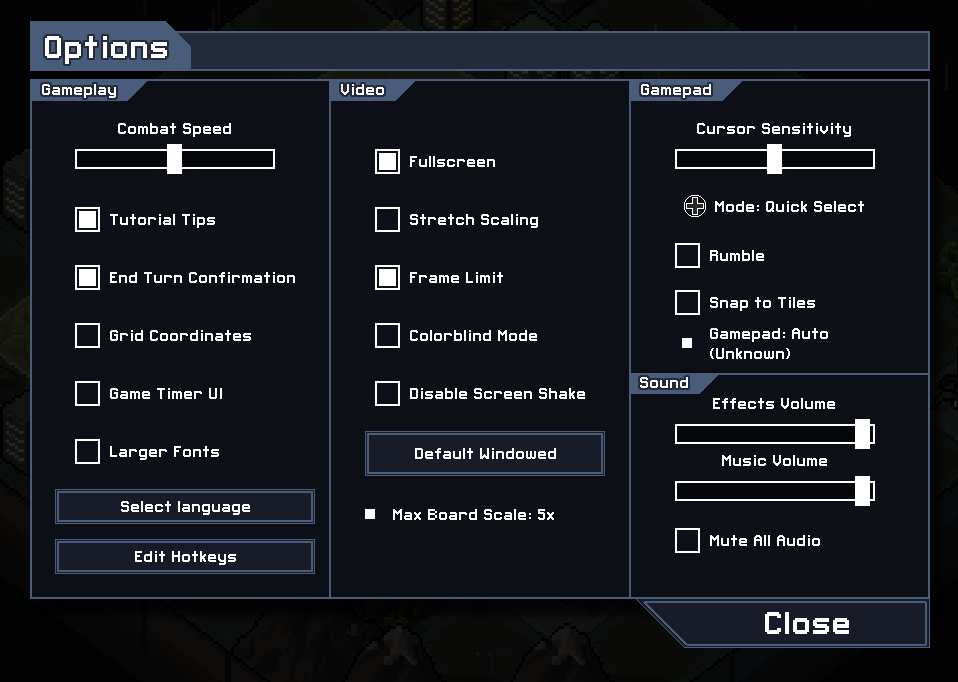 Options
Gameplay
Combat Speed
Tutorial Tips
End Turn Confirmation
Grid Coordinates
Game Timer UI
Larger Fonts
Select language
Edit Hotkeys
Video
Fullscreen
Stretch Scaling
Frame Limit
Colorblind Mode
Disable Screen Shake
Default Windowed
Max Board Scale: 5x
Gamepad
Cursor Sensitivity
Mode: Quick Select
Rumble
Snap to Tiles
Gamepad: Auto
(Unknown)
Sound
Effects Volume
Music Volume
Mute All Audio
Close